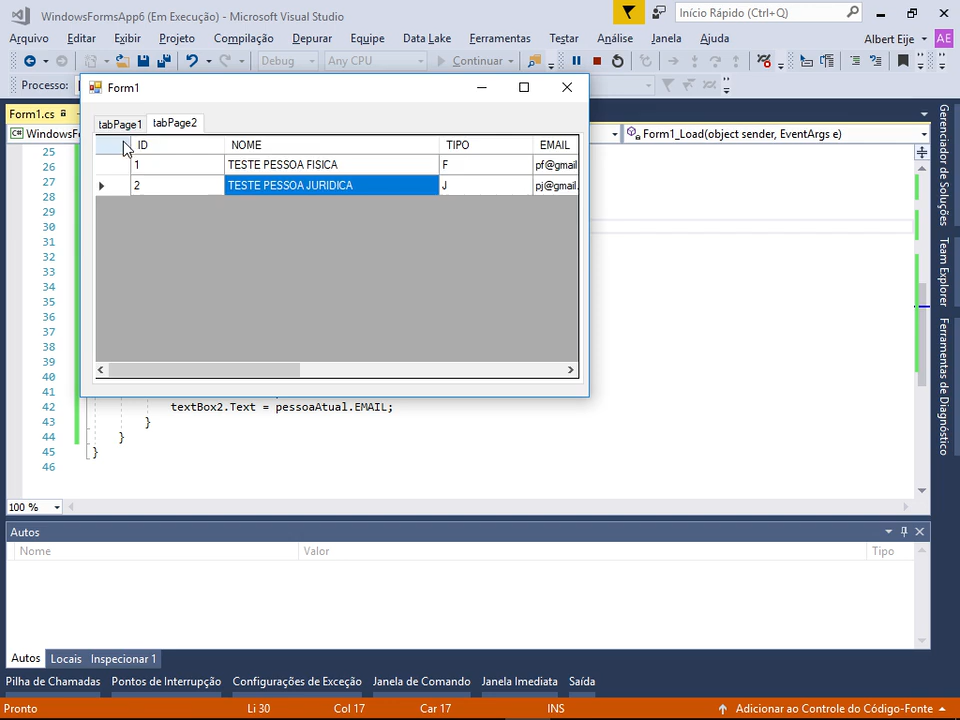 WindowsFormsApp6 (Em Execução) - Microsoft Visual Studio
Início Rápido (Ctrl+Q)
Arquivo Editar Exibir Projeto Compilação Depurar Equipe Data Lake Ferramentas Testar Análise Janela Ajuda Albert Eije AE
Debug Any CPU Continuar
Processo:
Form1
Form1.cs
tabPage1 tabPage2
Form1_Load(object sender, EventArgs e)
ID NOME TIPO EMAIL
1 TESTE PESSOA FISICA F pf@gmail.
2 TESTE PESSOA JURIDICA J pj@gmail.
25
26
27
28
29
30
31
32
33
34
35
36
37
38
39
40
41
42 textBox2.Text = pessoaAtual.EMAIL;
43 }
44 }
45 }
46
Gerenciador de Soluções
Team Explorer
Ferramentas de Diagnóstico
100 %
Autos
Nome Valor Tipo
Autos Locais Inspecionar 1
Pilha de Chamadas Pontos de Interrupção Configurações de Exceção Janela de Comando Janela Imediata Saída
Pronto Li 30 Col 17 Car 17 INS Adicionar ao Controle do Código-Fonte